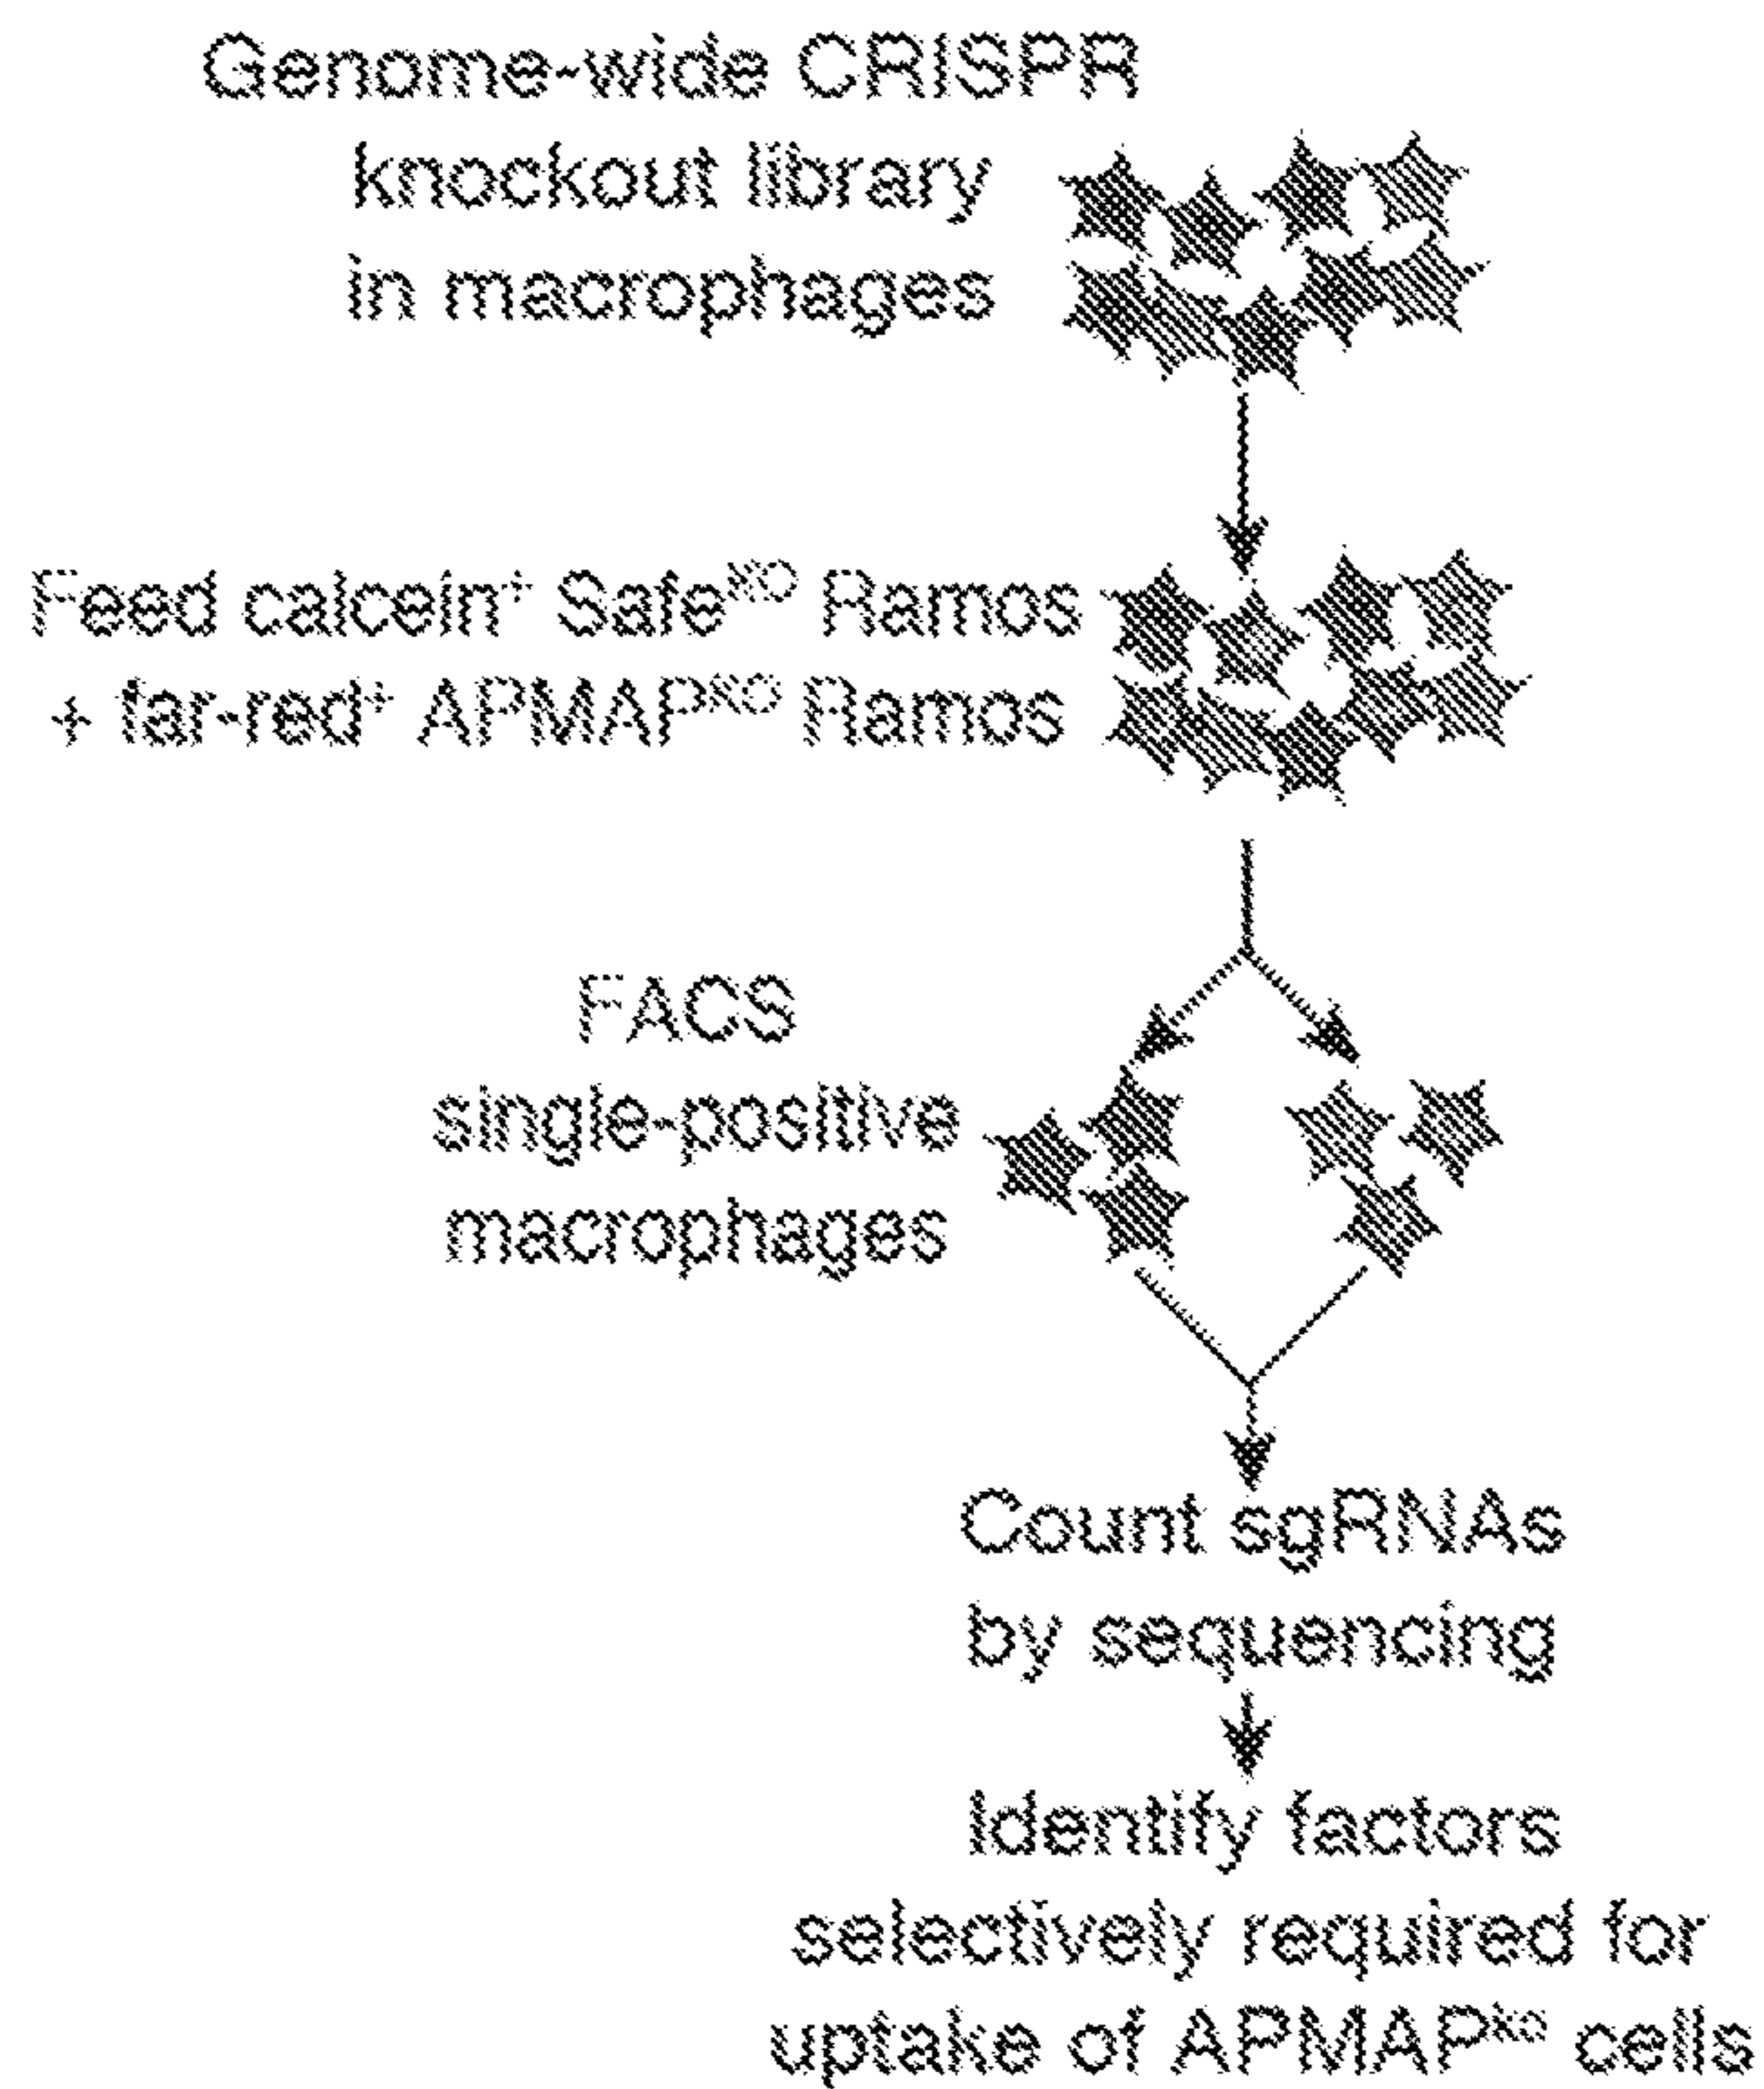 Genome-wide CRISPR
knockout library
in macrophages
Feed calcein⁺ Safeᴷᴼ Ramos
+ far-red⁺ APMAPᴷᴼ Ramos
FACS
single-positive
macrophages
Count sgRNAs
by sequencing
Identify factors
selectively required for
uptake of APMAPᴷᴼ cells